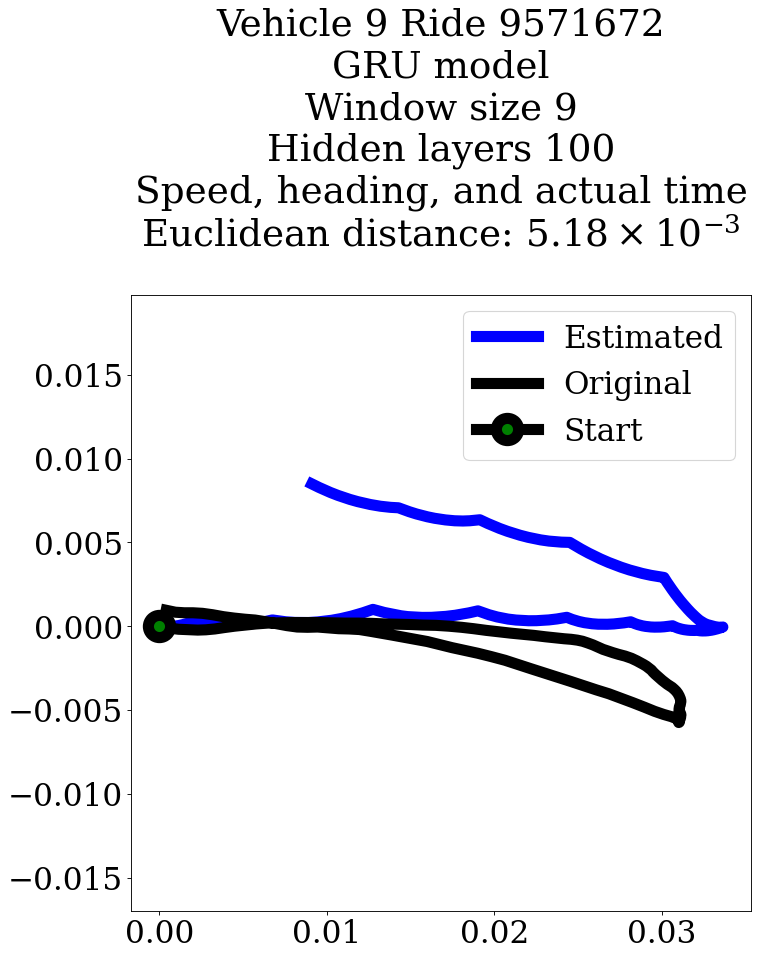 Vehicle 9 Ride 9571672
GRU model
Window size 9
Hidden layers 100
Speed, heading, and actual time
Euclidean distance: 5.18 × 10⁻³
Estimated
Original
Start
0.015
0.010
0.005
0.000
−0.005
−0.010
−0.015
0.00 0.01 0.02 0.03